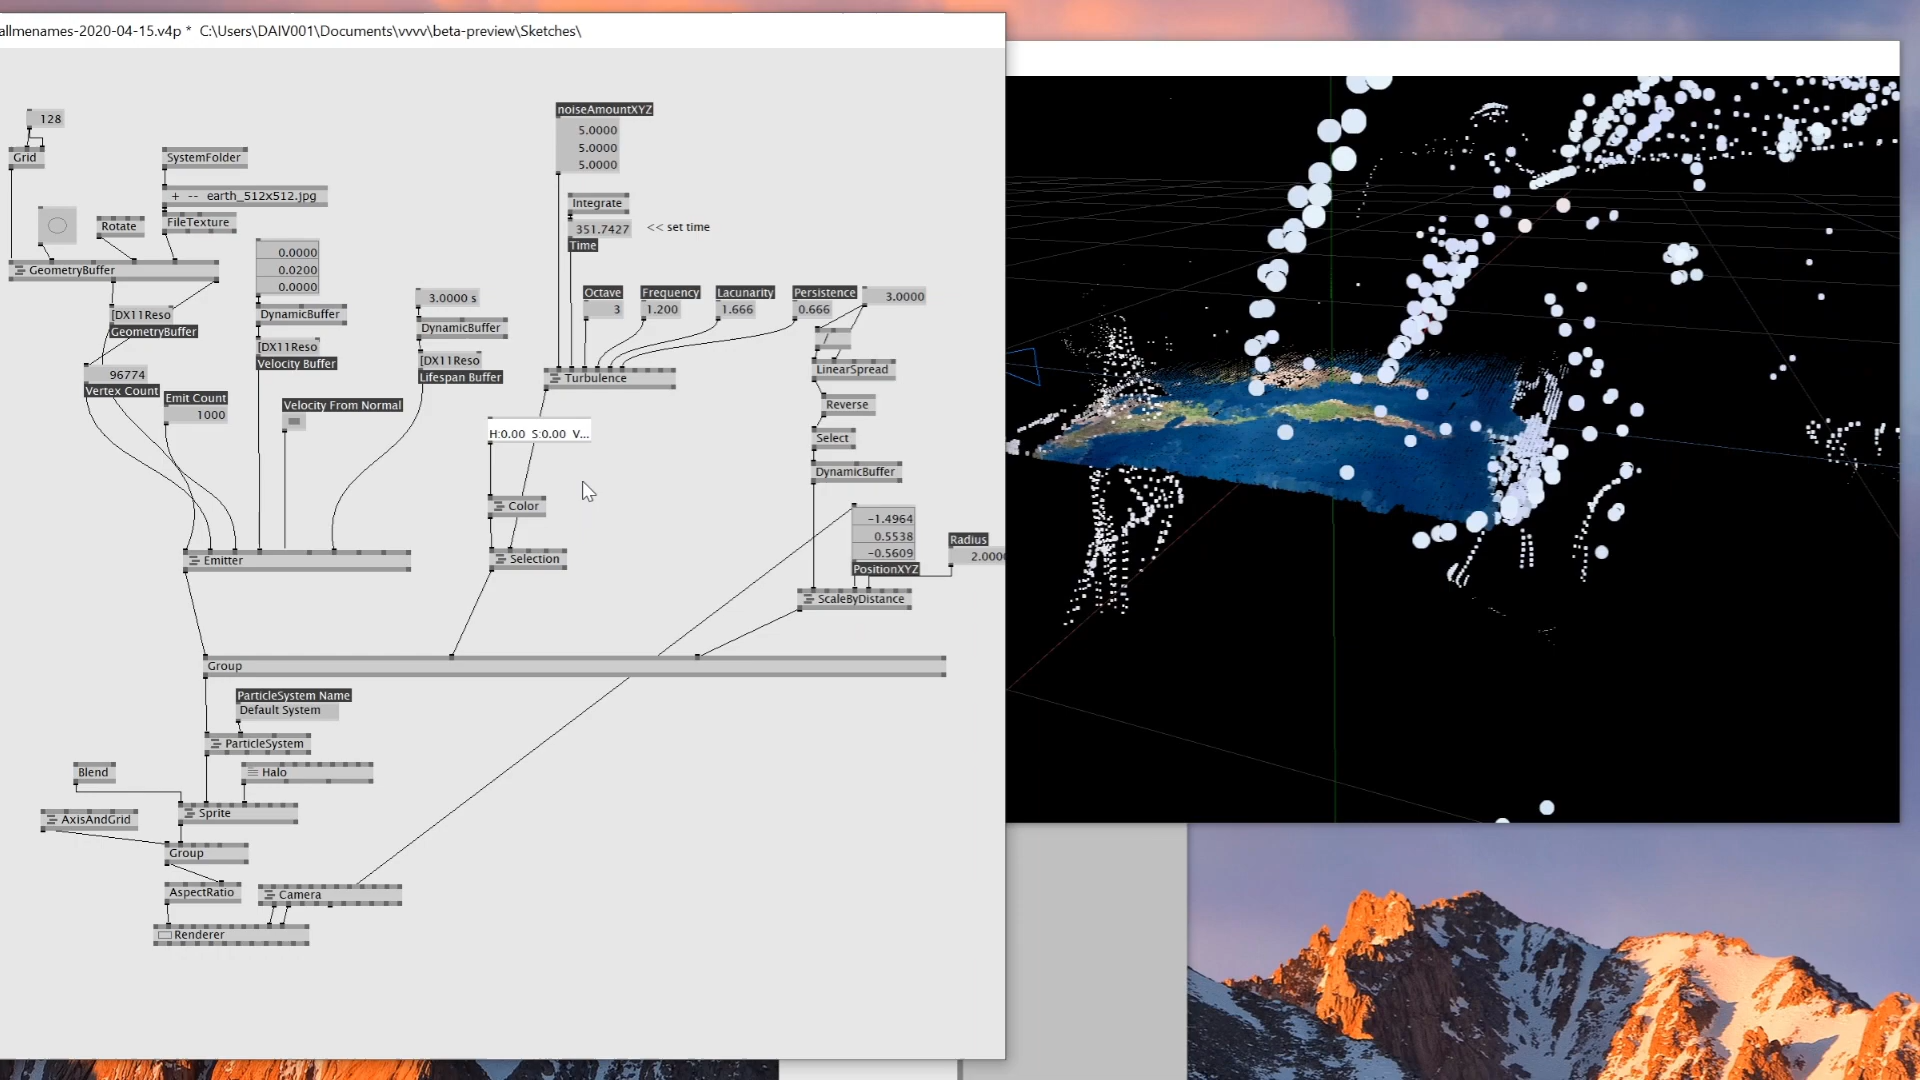 allmenames-2020-04-15.v4p * C:\Users\DAIV001\Documents\vvvv\beta-preview\Sketches\
128
Grid
SystemFolder
+ -- earth_512x512.jpg
Rotate
FileTexture
GeometryBuffer
[DX11Reso
GeometryBuffer
96774
Vertex Count
Emit Count
1000
0.0000
0.0200
0.0000
DynamicBuffer
[DX11Reso
Velocity Buffer
Velocity From Normal
3.0000 s
DynamicBuffer
[DX11Reso
Lifespan Buffer
noiseAmountXYZ
5.0000
5.0000
5.0000
Integrate
351.7427 << set time
Time
Octave Frequency Lacunarity Persistence
3 1.200 1.666 0.666
3.0000
/
Turbulence
LinearSpread
Reverse
Select
DynamicBuffer
H:0.00 S:0.00 V...
Color
Selection
-1.4964
0.5538
-0.5609
PositionXYZ
Radius
2.0000
ScaleByDistance
Emitter
Group
ParticleSystem Name
Default System
ParticleSystem
Blend
Halo
AxisAndGrid
Sprite
Group
AspectRatio
Camera
Renderer